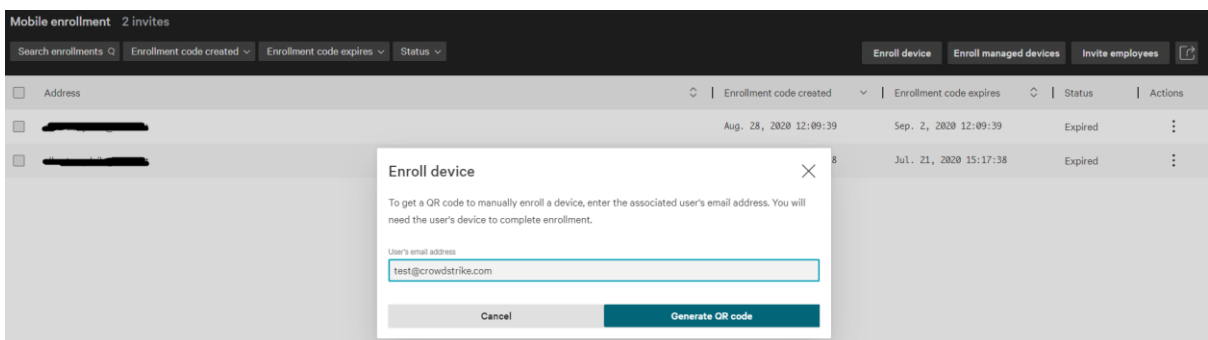 Mobile enrollment 2 invites
Search enrollments Enrollment code created Enrollment code expires Status Enroll device Enroll managed devices Invite employees
Address Enrollment code created Enrollment code expires Status Actions
Aug. 28, 2020 12:09:39 Sep. 2, 2020 12:09:39 Expired
8 Jul. 21, 2020 15:17:38 Expired
Enroll device
To get a QR code to manually enroll a device, enter the associated user's email address. You will
need the user's device to complete enrollment.
User's email address
test@crowdstrike.com
Cancel Generate QR code